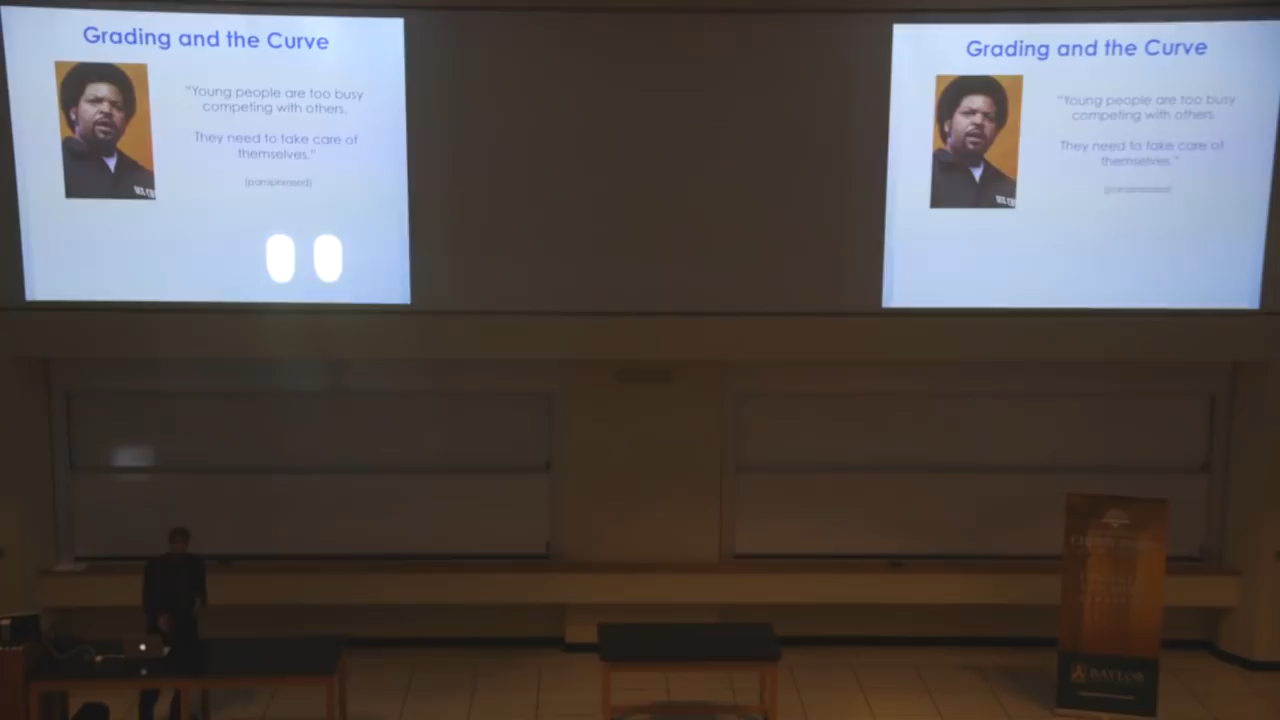 Grading and the Curve
"Young people are too busy
competing with others.
They need to take care of
themselves."
(paraphrased)
Grading and the Curve
"Young people are too busy
competing with others.
They need to take care of
themselves."
BAYLOR